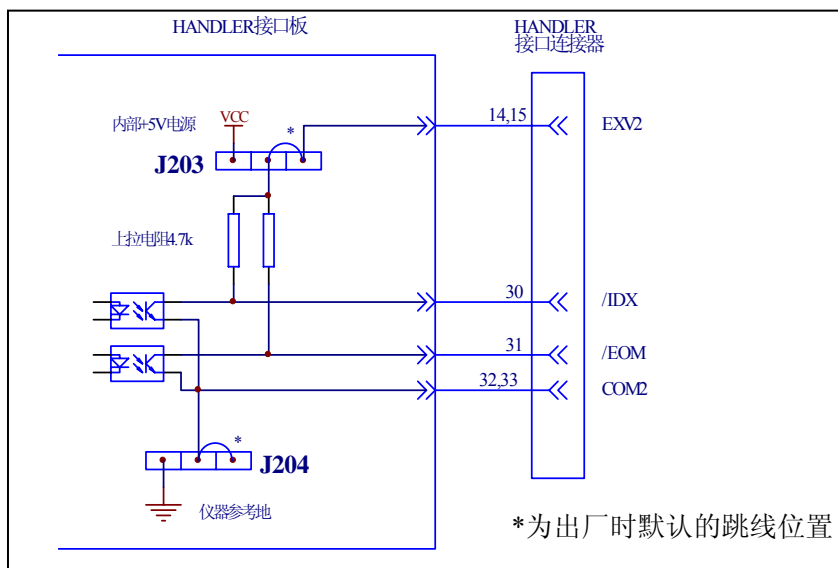 HANDLER接口板
HANDLER
接口连接器
内部+5V电源
VCC
*
14,15
EXV2
J203
上拉电阻4.7k
30
/IDX
31
/EOM
32,33
COM2
*
J204
仪器参考地
*为出厂时默认的跳线位置